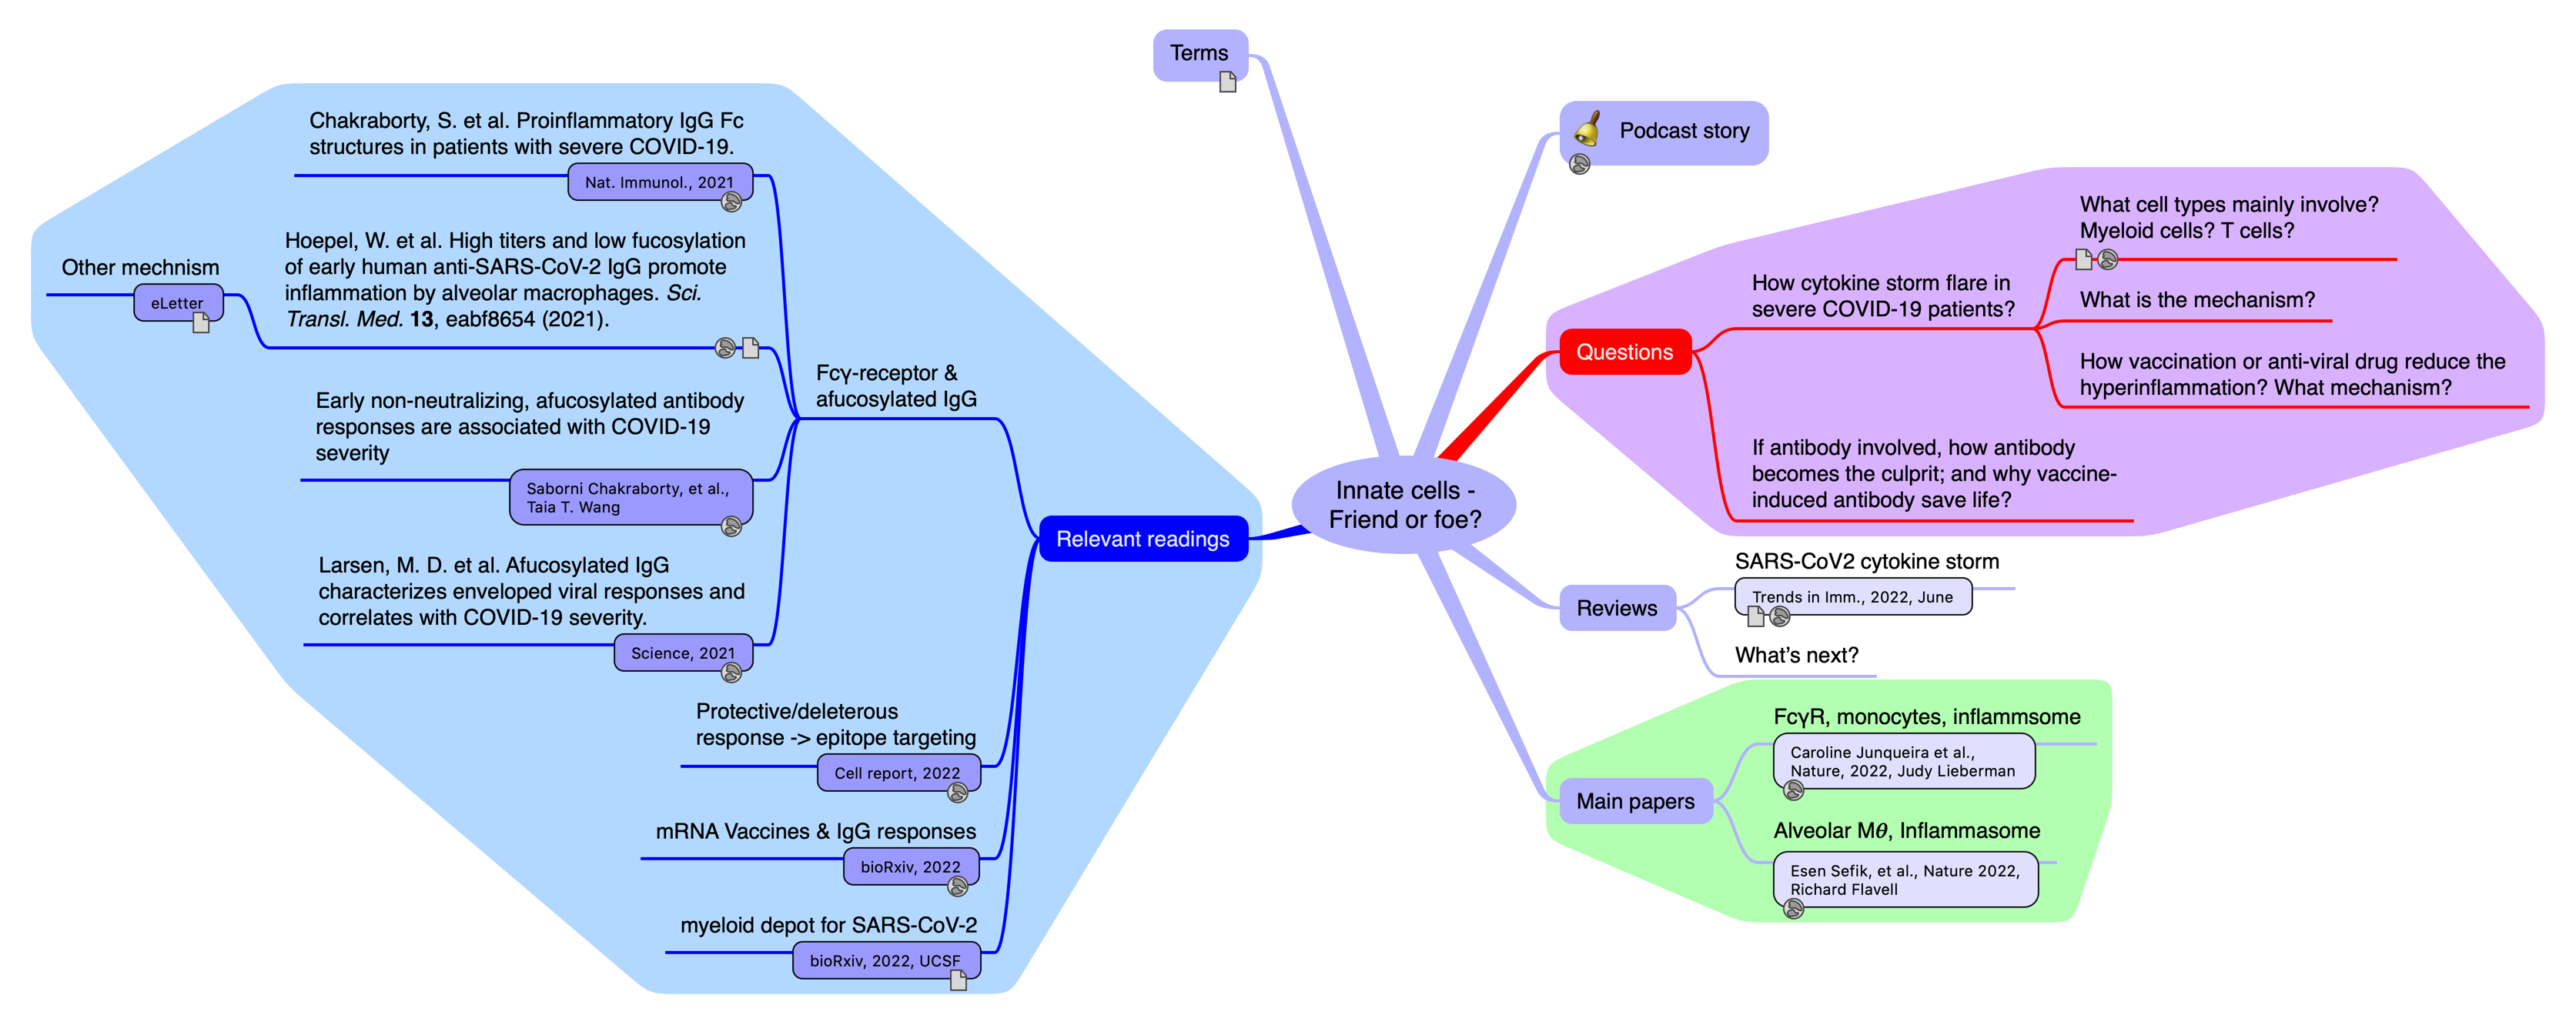 Terms
Podcast story
Chakraborty, S. et al. Proinflammatory IgG Fc
structures in patients with severe COVID-19.
Nat. Immunol., 2021
Hoepel, W. et al. High titers and low fucosylation
of early human anti-SARS-CoV-2 IgG promote
inflammation by alveolar macrophages. Sci.
Transl. Med. 13, eabf8654 (2021).
Other mechnism
eLetter
Early non-neutralizing, afucosylated antibody
responses are associated with COVID-19
severity
Saborni Chakraborty, et al.,
Taia T. Wang
Larsen, M. D. et al. Afucosylated IgG
characterizes enveloped viral responses and
correlates with COVID-19 severity.
Science, 2021
Fcγ-receptor &
afucosylated IgG
Protective/deleterous
response -> epitope targeting
Cell report, 2022
mRNA Vaccines & IgG responses
bioRxiv, 2022
myeloid depot for SARS-CoV-2
bioRxiv, 2022, UCSF
Relevant readings
Innate cells -
Friend or foe?
Questions
How cytokine storm flare in
severe COVID-19 patients?
What cell types mainly involve?
Myeloid cells? T cells?
What is the mechanism?
How vaccination or anti-viral drug reduce the
hyperinflammation? What mechanism?
If antibody involved, how antibody
becomes the culprit; and why vaccine-
induced antibody save life?
Reviews
SARS-CoV2 cytokine storm
Trends in Imm., 2022, June
What’s next?
Main papers
FcγR, monocytes, inflammsome
Caroline Junqueira et al.,
Nature, 2022, Judy Lieberman
Alveolar Mθ, Inflammasome
Esen Sefik, et al., Nature 2022,
Richard Flavell